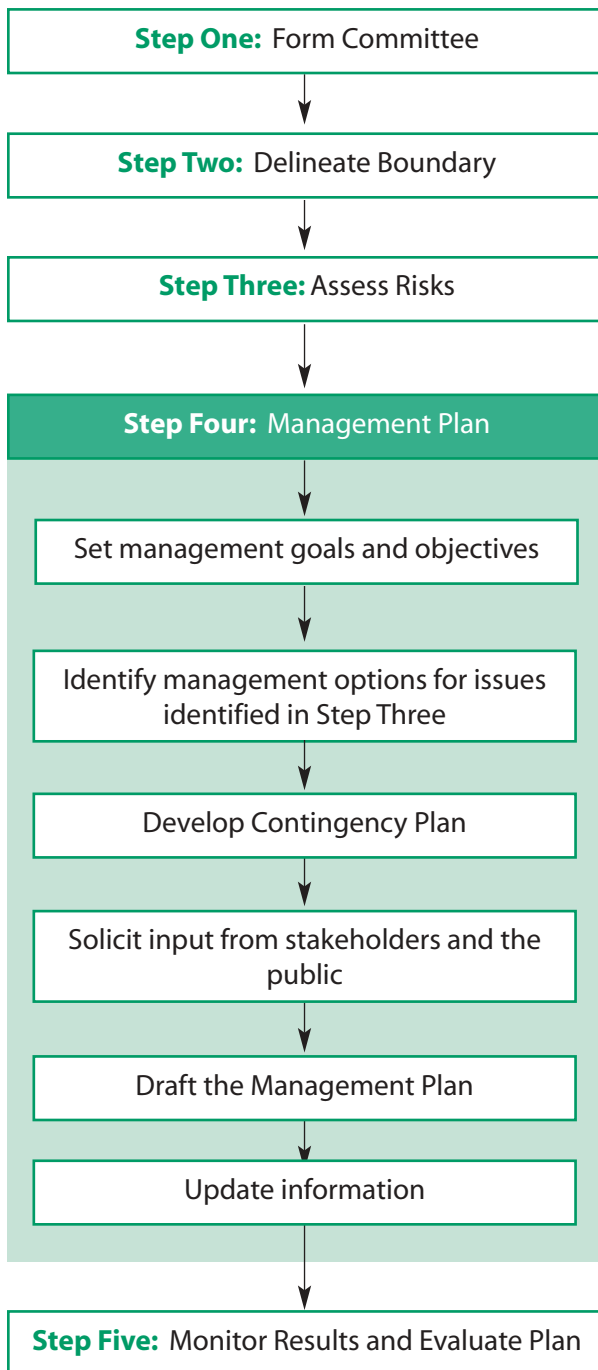 Step One: Form Committee
Step Two: Delineate Boundary
Step Three: Assess Risks
Step Four: Management Plan
Set management goals and objectives
Identify management options for issues
identified in Step Three
Develop Contingency Plan
Solicit input from stakeholders and the
public
Draft the Management Plan
Update information
Step Five: Monitor Results and Evaluate Plan